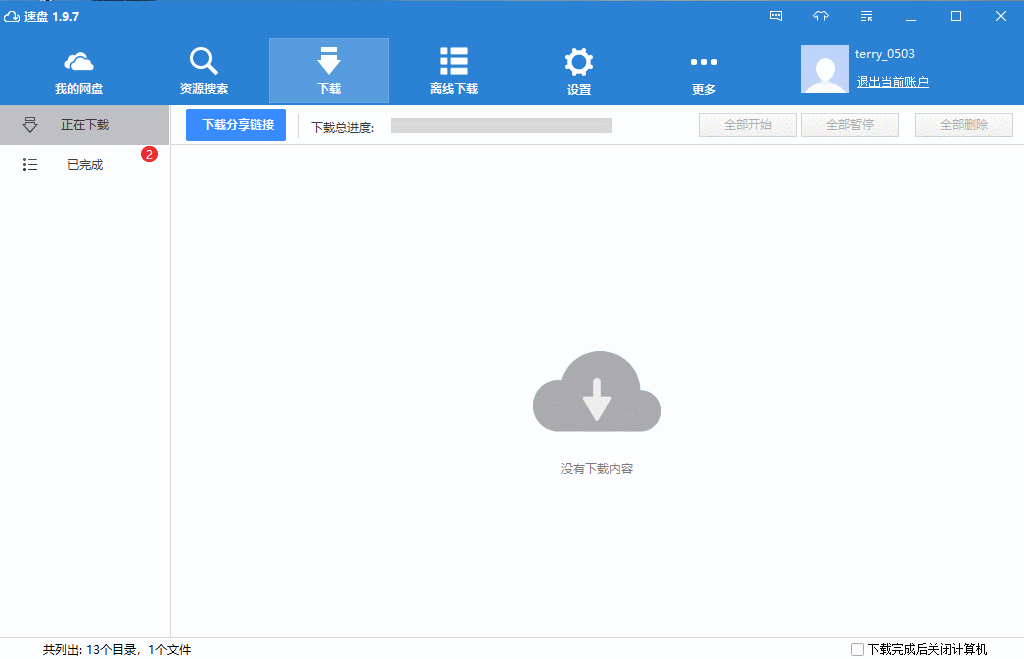 速盘 1.9.7
我的网盘
资源搜索
下载
离线下载
设置
更多
terry_0503
退出当前账户
正在下载
下载分享链接
下载总进度:
全部开始
全部暂停
全部删除
已完成
2
没有下载内容
共列出: 13个目录，1个文件
下载完成后关闭计算机